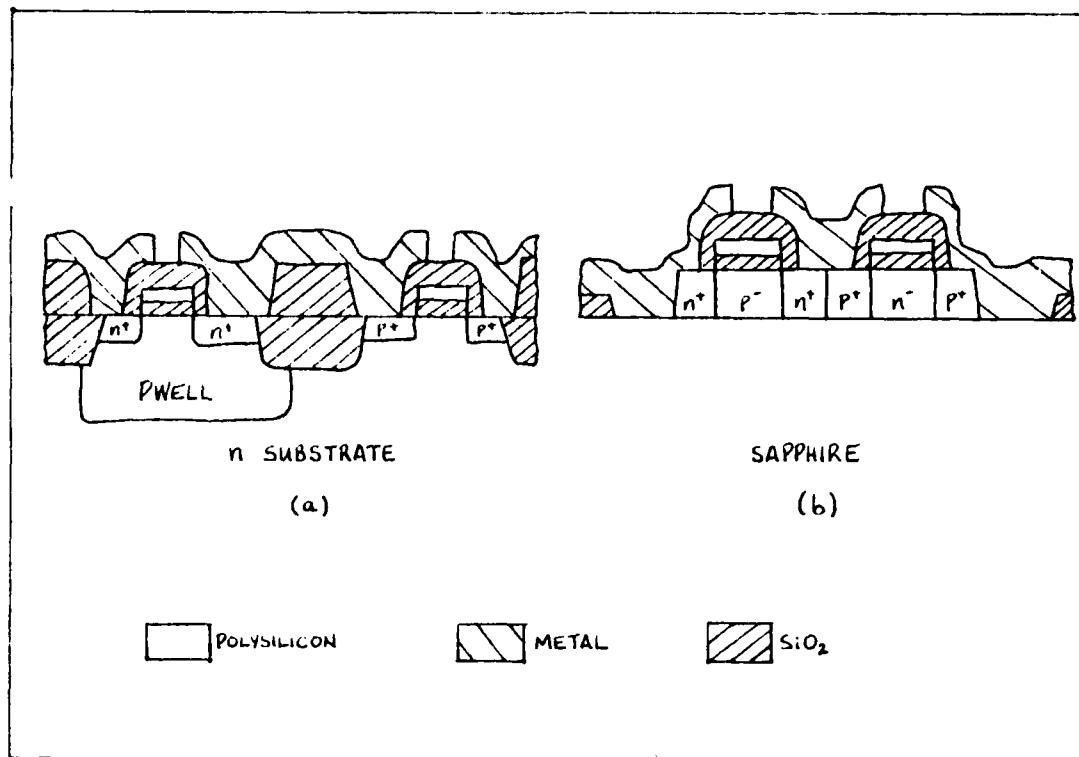 n⁺ n⁺ p⁺ p⁺
PWELL
n SUBSTRATE
(a)
n⁺ p⁻ n⁺ p⁺ n⁻ p⁺
SAPPHIRE
(b)
POLYSILICON
METAL
SiO₂